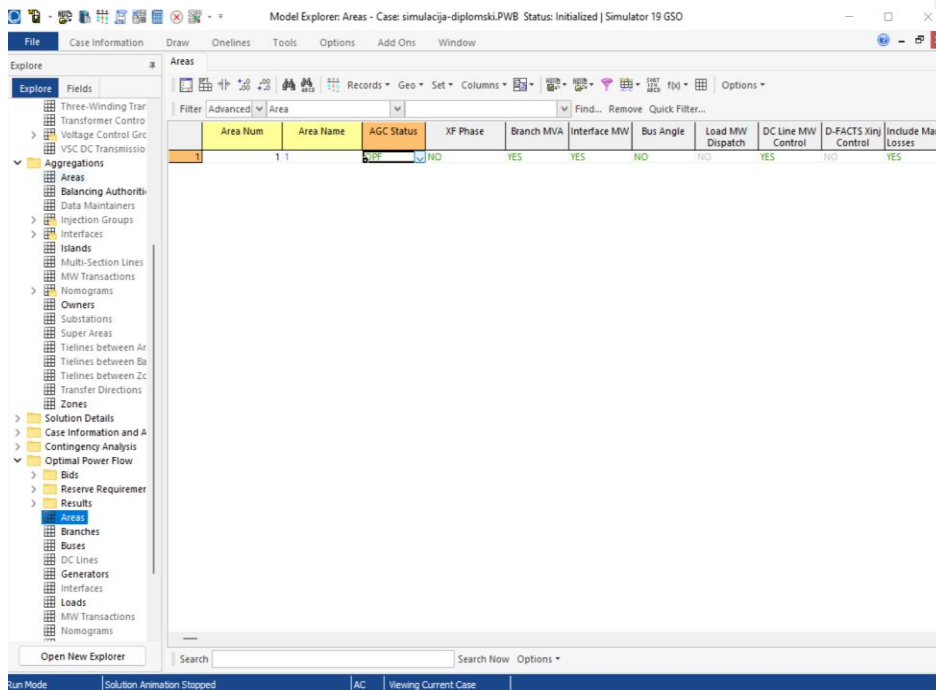 Model Explorer: Areas - Case: simulacija-diplomski.PWB Status: Initialized | Simulator 19 GSO
File Case Information Draw Onelines Tools Options Add Ons Window
Explore
Areas
Explore Fields
Records Geo Set Columns
f(x)
Options
Filter Advanced Area
Find... Remove Quick Filter...
Area Num Area Name AGC Status XF Phase Branch MVA Interface MW Bus Angle Load MW Dispatch DC Line MW Control D-FACTS Xinj Control Include Mar Losses
1 1 1 OPF NO YES YES NO NO YES NO YES
Three-Winding Tran
Transformer Contro
Voltage Control Grc
VSC DC Transmissio
Aggregations
Areas
Balancing Authoriti
Data Maintainers
Injection Groups
Interfaces
Islands
Multi-Section Lines
MW Transactions
Nomograms
Owners
Substations
Super Areas
Tielines between Ar
Tielines between Ba
Tielines between Zc
Transfer Directions
Zones
Solution Details
Case Information and A
Contingency Analysis
Optimal Power Flow
Bids
Reserve Requiremer
Results
Areas
Branches
Buses
DC Lines
Generators
Interfaces
Loads
MW Transactions
Nomograms
Open New Explorer
Search Search Now Options
Run Mode Solution Animation Stopped AC Viewing Current Case